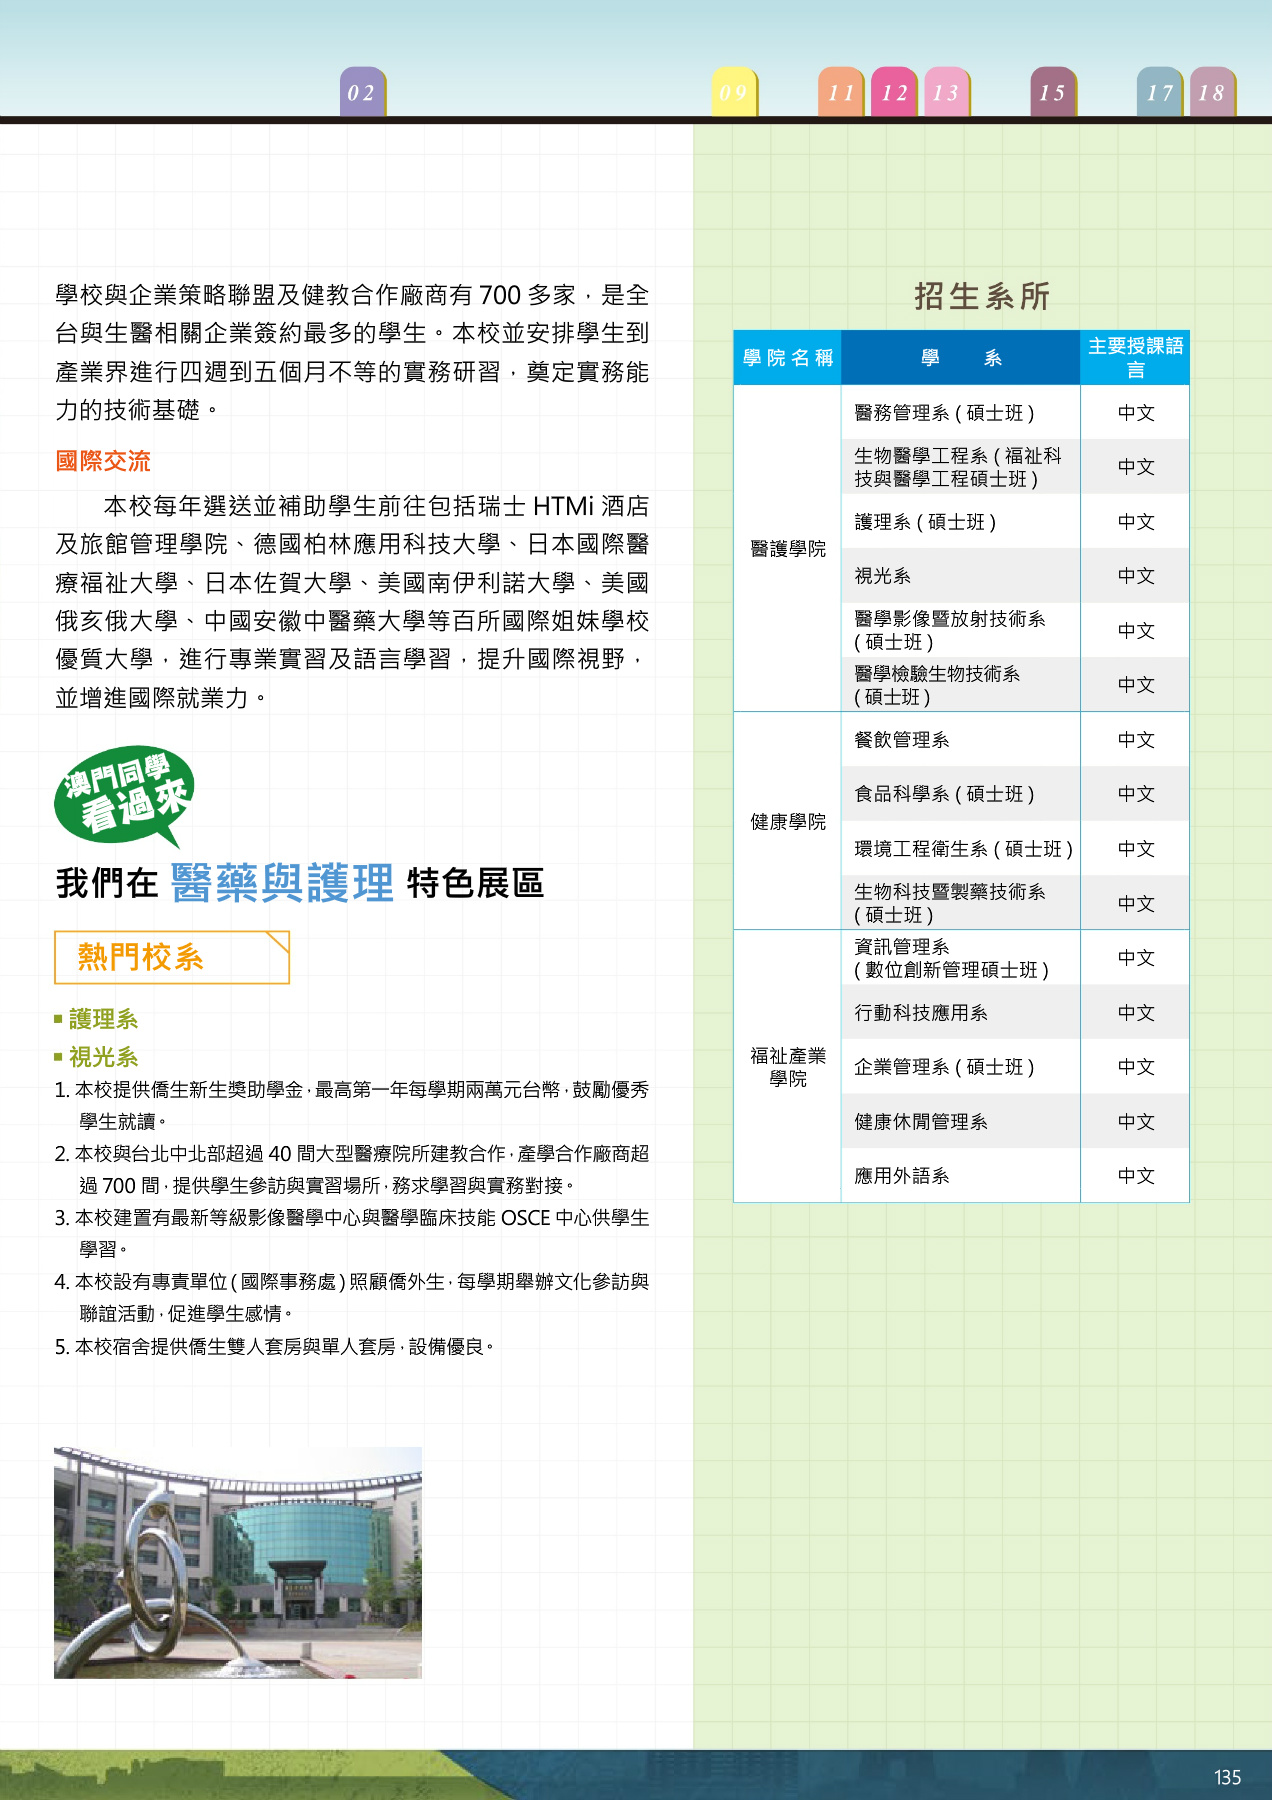 02
09
11
12
13
15
17
18
學校與企業策略聯盟及健教合作廠商有 700 多家，是全
台與生醫相關企業簽約最多的學生。本校並安排學生到
產業界進行四週到五個月不等的實務研習，奠定實務能
力的技術基礎。
國際交流
本校每年選送並補助學生前往包括瑞士 HTMi 酒店
及旅館管理學院、德國柏林應用科技大學、日本國際醫
療福祉大學、日本佐賀大學、美國南伊利諾大學、美國
俄亥俄大學、中國安徽中醫藥大學等百所國際姐妹學校
優質大學，進行專業實習及語言學習，提升國際視野，
並增進國際就業力。
澳門同學
看過來
我們在 醫藥與護理 特色展區
熱門校系
▪ 護理系
▪ 視光系
1. 本校提供僑生新生獎助學金，最高第一年每學期兩萬元台幣，鼓勵優秀
學生就讀。
2. 本校與台北中北部超過 40 間大型醫療院所建教合作，產學合作廠商超
過 700 間，提供學生參訪與實習場所，務求學習與實務對接。
3. 本校建置有最新等級影像醫學中心與醫學臨床技能 OSCE 中心供學生
學習。
4. 本校設有專責單位 ( 國際事務處 ) 照顧僑外生，每學期舉辦文化參訪與
聯誼活動，促進學生感情。
5. 本校宿舍提供僑生雙人套房與單人套房，設備優良。
招生系所
學院名稱 學 系 主要授課語
言
醫護學院
醫務管理系 ( 碩士班 ) 中文
生物醫學工程系 ( 福祉科
技與醫學工程碩士班 ) 中文
護理系 ( 碩士班 ) 中文
視光系 中文
醫學影像暨放射技術系
( 碩士班 ) 中文
醫學檢驗生物技術系
( 碩士班 ) 中文
健康學院
餐飲管理系 中文
食品科學系 ( 碩士班 ) 中文
環境工程衛生系 ( 碩士班 ) 中文
生物科技暨製藥技術系
( 碩士班 ) 中文
福祉產業
學院
資訊管理系
( 數位創新管理碩士班 ) 中文
行動科技應用系 中文
企業管理系 ( 碩士班 ) 中文
健康休閒管理系 中文
應用外語系 中文
135